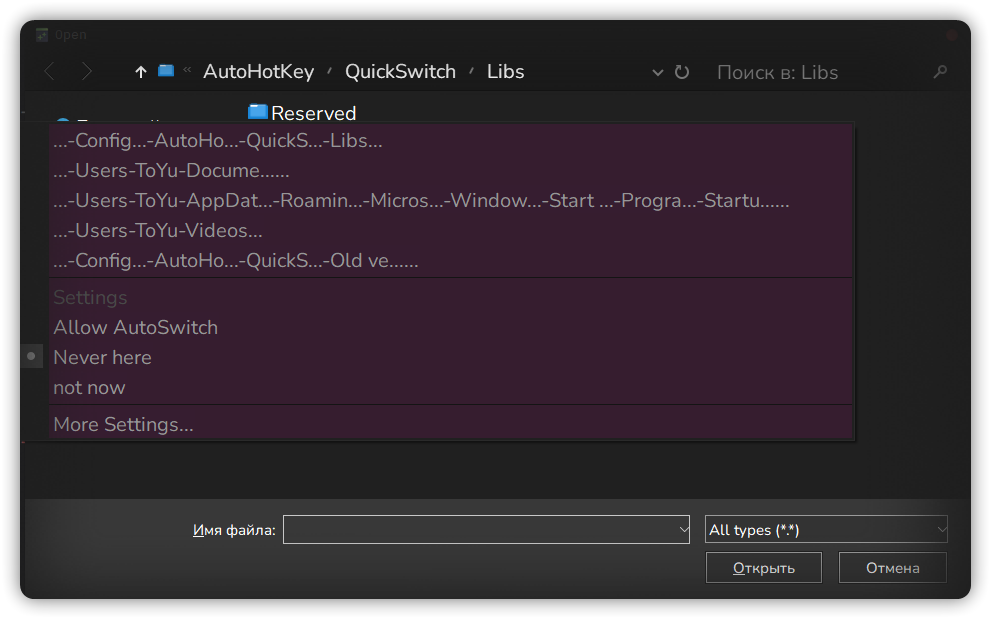 Open
« AutoHotKey / QuickSwitch / Libs
Поиск в: Libs
Reserved
...-Config...-AutoHo...-QuickS...-Libs...
...-Users-ToYu-Docume......
...-Users-ToYu-AppDat...-Roamin...-Micros...-Window...-Start ...-Progra...-Startu......
...-Users-ToYu-Videos...
...-Config...-AutoHo...-QuickS...-Old ve......
Settings
Allow AutoSwitch
Never here
not now
More Settings...
Имя файла:
All types (*.*)
Открыть
Отмена